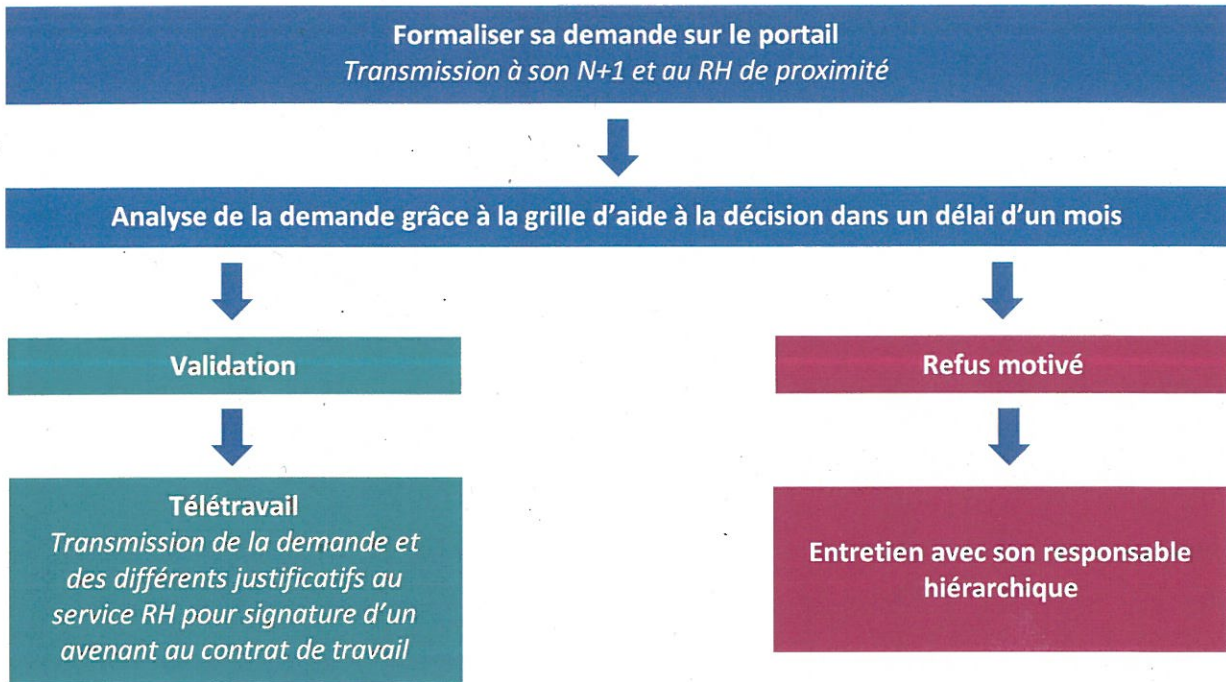 Formaliser sa demande sur le portail
Transmission à son N+1 et au RH de proximité
Analyse de la demande grâce à la grille d'aide à la décision dans un délai d'un mois
Validation
Refus motivé
Télétravail
Transmission de la demande et
des différents justificatifs au
service RH pour signature d'un
avenant au contrat de travail
Entretien avec son responsable
hiérarchique